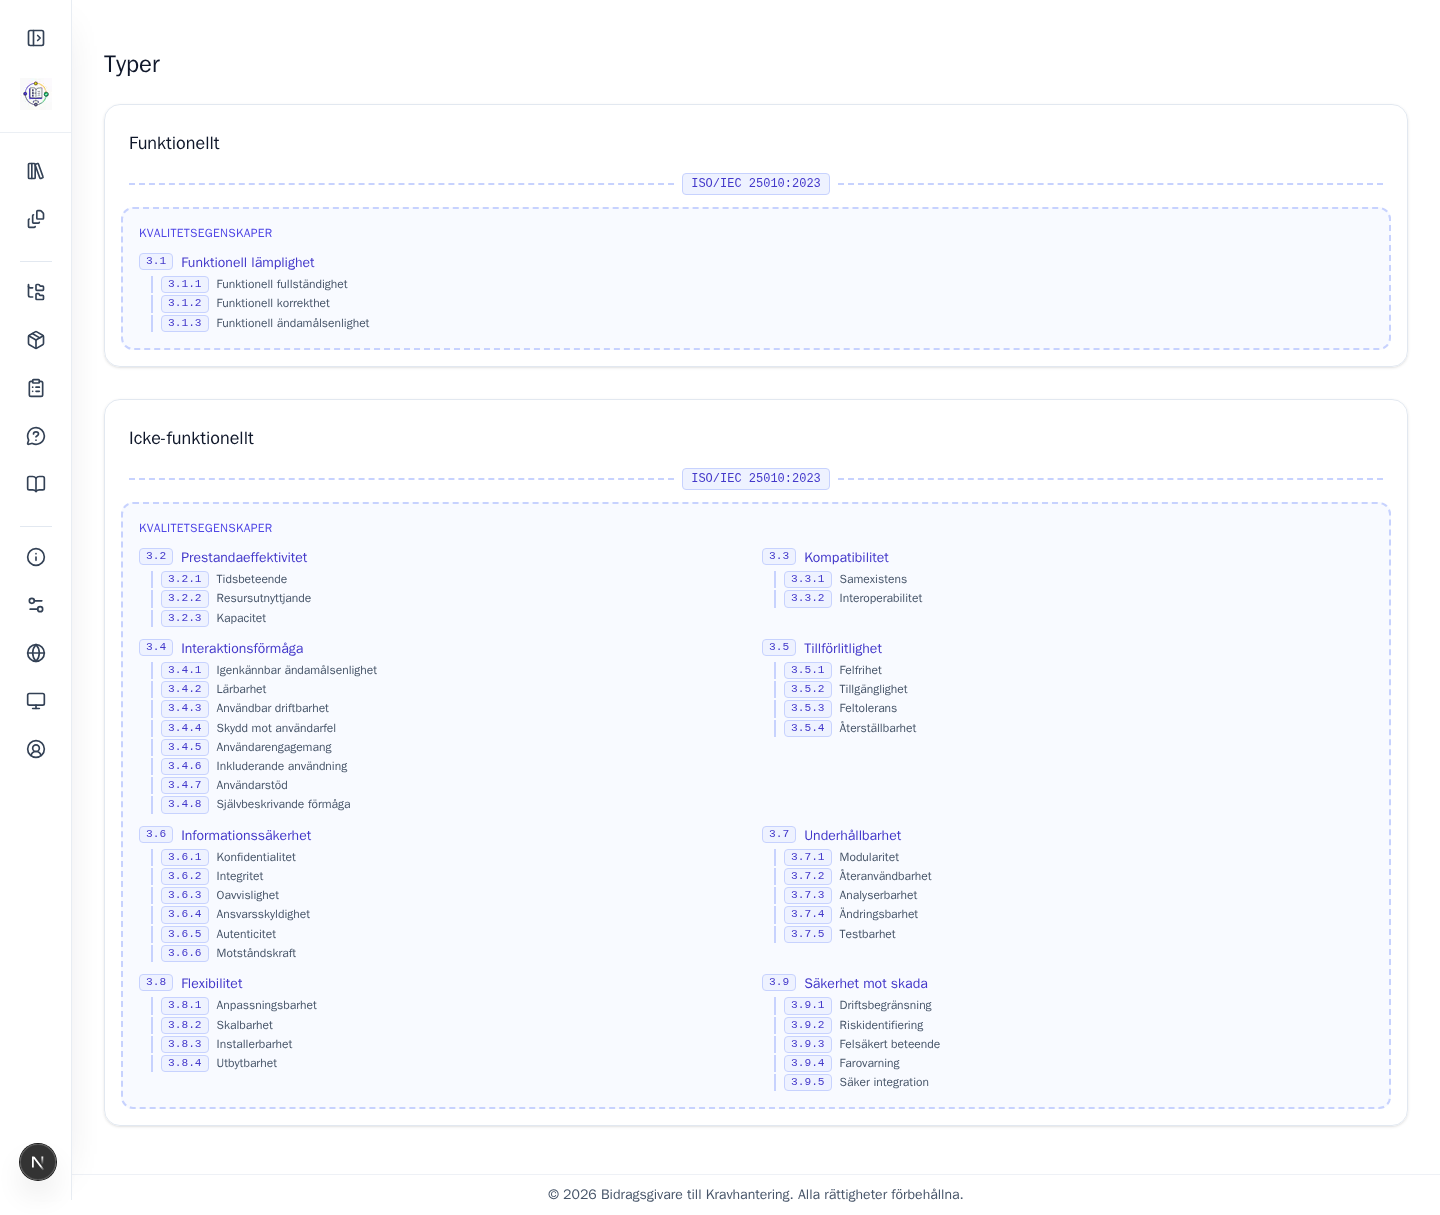 Typer
Funktionellt
ISO/IEC 25010:2023
KVALITETSEGENSKAPER
3.1 Funktionell lämplighet
3.1.1 Funktionell fullständighet
3.1.2 Funktionell korrekthet
3.1.3 Funktionell ändamålsenlighet
Icke-funktionellt
ISO/IEC 25010:2023
KVALITETSEGENSKAPER
3.2 Prestandaeffektivitet
3.2.1 Tidsbeteende
3.2.2 Resursutnyttjande
3.2.3 Kapacitet
3.3 Kompatibilitet
3.3.1 Samexistens
3.3.2 Interoperabilitet
3.4 Interaktionsförmåga
3.4.1 Igenkännbar ändamålsenlighet
3.4.2 Lärbarhet
3.4.3 Användbar driftbarhet
3.4.4 Skydd mot användarfel
3.4.5 Användarengagemang
3.4.6 Inkluderande användning
3.4.7 Användarstöd
3.4.8 Självbeskrivande förmåga
3.5 Tillförlitlighet
3.5.1 Felfrihet
3.5.2 Tillgänglighet
3.5.3 Feltolerans
3.5.4 Återställbarhet
3.6 Informationssäkerhet
3.6.1 Konfidentialitet
3.6.2 Integritet
3.6.3 Oavvislighet
3.6.4 Ansvarsskyldighet
3.6.5 Autenticitet
3.6.6 Motståndskraft
3.7 Underhållbarhet
3.7.1 Modularitet
3.7.2 Återanvändbarhet
3.7.3 Analyserbarhet
3.7.4 Ändringsbarhet
3.7.5 Testbarhet
3.8 Flexibilitet
3.8.1 Anpassningsbarhet
3.8.2 Skalbarhet
3.8.3 Installerbarhet
3.8.4 Utbytbarhet
3.9 Säkerhet mot skada
3.9.1 Driftsbegränsning
3.9.2 Riskidentifiering
3.9.3 Felsäkert beteende
3.9.4 Farovarning
3.9.5 Säker integration
N
© 2026 Bidragsgivare till Kravhantering. Alla rättigheter förbehållna.